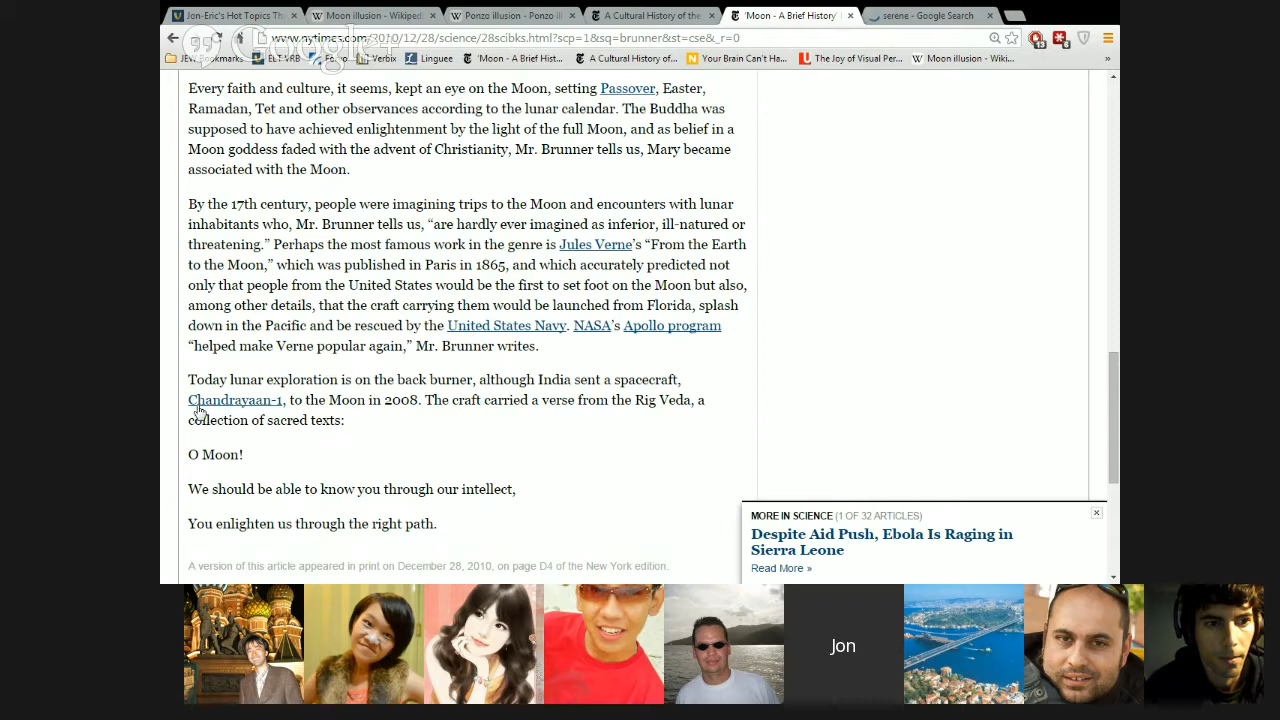 Jon-Eric's Hot Topics Th
Moon illusion - Wikipedi
Ponzo illusion - Ponzo il
A Cultural History of the
'Moon - A Brief History'
serene - Google Search
Google+
www.nytimes.com/2010/12/28/science/28scibks.html?scp=1&sq=brunner&st=cse&_r=0
13
6
JEW Bookmarks
ELT VRB
Forvo
Verbix
Linguee
'Moon - A Brief Hist...
A Cultural History of...
Your Brain Can't Ha...
The Joy of Visual Per...
Moon illusion - Wiki...
»
Every faith and culture, it seems, kept an eye on the Moon, setting Passover, Easter,
Ramadan, Tet and other observances according to the lunar calendar. The Buddha was
supposed to have achieved enlightenment by the light of the full Moon, and as belief in a
Moon goddess faded with the advent of Christianity, Mr. Brunner tells us, Mary became
associated with the Moon.
By the 17th century, people were imagining trips to the Moon and encounters with lunar
inhabitants who, Mr. Brunner tells us, “are hardly ever imagined as inferior, ill-natured or
threatening.” Perhaps the most famous work in the genre is Jules Verne’s “From the Earth
to the Moon,” which was published in Paris in 1865, and which accurately predicted not
only that people from the United States would be the first to set foot on the Moon but also,
among other details, that the craft carrying them would be launched from Florida, splash
down in the Pacific and be rescued by the United States Navy. NASA’s Apollo program
“helped make Verne popular again,” Mr. Brunner writes.
Today lunar exploration is on the back burner, although India sent a spacecraft,
Chandrayaan-1, to the Moon in 2008. The craft carried a verse from the Rig Veda, a
collection of sacred texts:
O Moon!
We should be able to know you through our intellect,
You enlighten us through the right path.
A version of this article appeared in print on December 28, 2010, on page D4 of the New York edition.
MORE IN SCIENCE (1 OF 32 ARTICLES)
Despite Aid Push, Ebola Is Raging in
Sierra Leone
Read More »
Jon